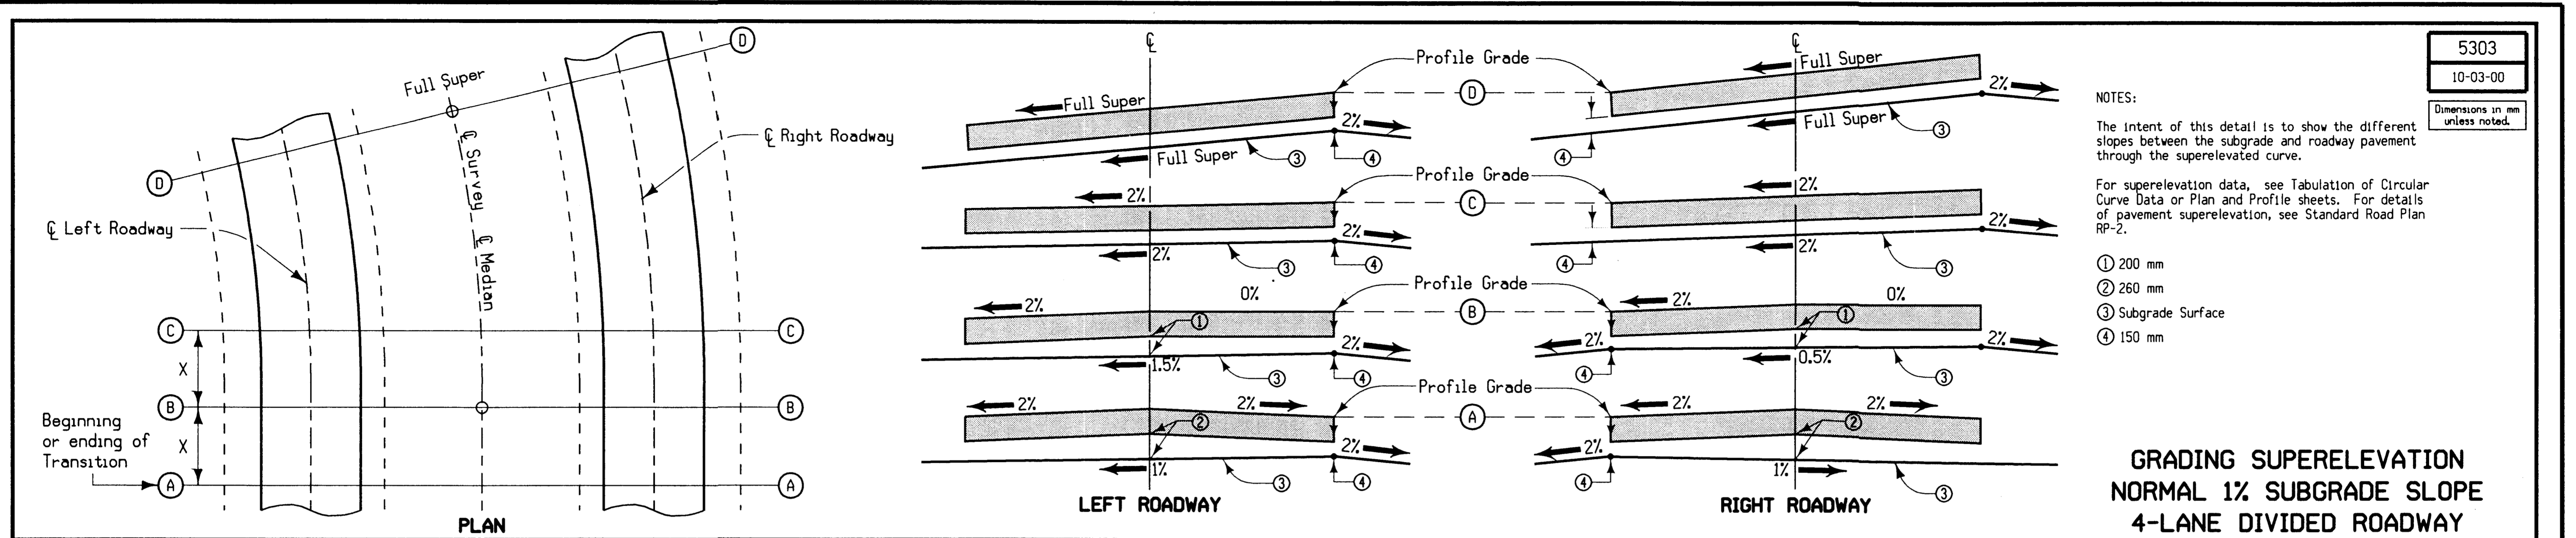 D
Full Super
℄ Survey ℄ Median
℄ Right Roadway
D
℄ Left Roadway
C
C
X
B
B
X
Beginning
or ending of
Transition
A
A
PLAN
℄
Full Super
Full Super
2%
③
④
Profile Grade
D
℄
Full Super
Full Super
2%
③
④
2%
2%
2%
③
④
Profile Grade
C
2%
2%
2%
③
④
2%
0%
①
2%
1.5%
③
④
Profile Grade
B
2%
0%
①
2%
2%
0.5%
③
④
2%
2%
②
2%
1%
③
④
Profile Grade
A
2%
2%
②
2%
1%
③
④
LEFT ROADWAY
RIGHT ROADWAY
5303
10-03-00
Dimensions in mm
unless noted.
NOTES:
The intent of this detail is to show the different
slopes between the subgrade and roadway pavement
through the superelevated curve.
For superelevation data, see Tabulation of Circular
Curve Data or Plan and Profile sheets. For details
of pavement superelevation, see Standard Road Plan
RP-2.
① 200 mm
② 260 mm
③ Subgrade Surface
④ 150 mm
GRADING SUPERELEVATION
NORMAL 1% SUBGRADE SLOPE
4-LANE DIVIDED ROADWAY